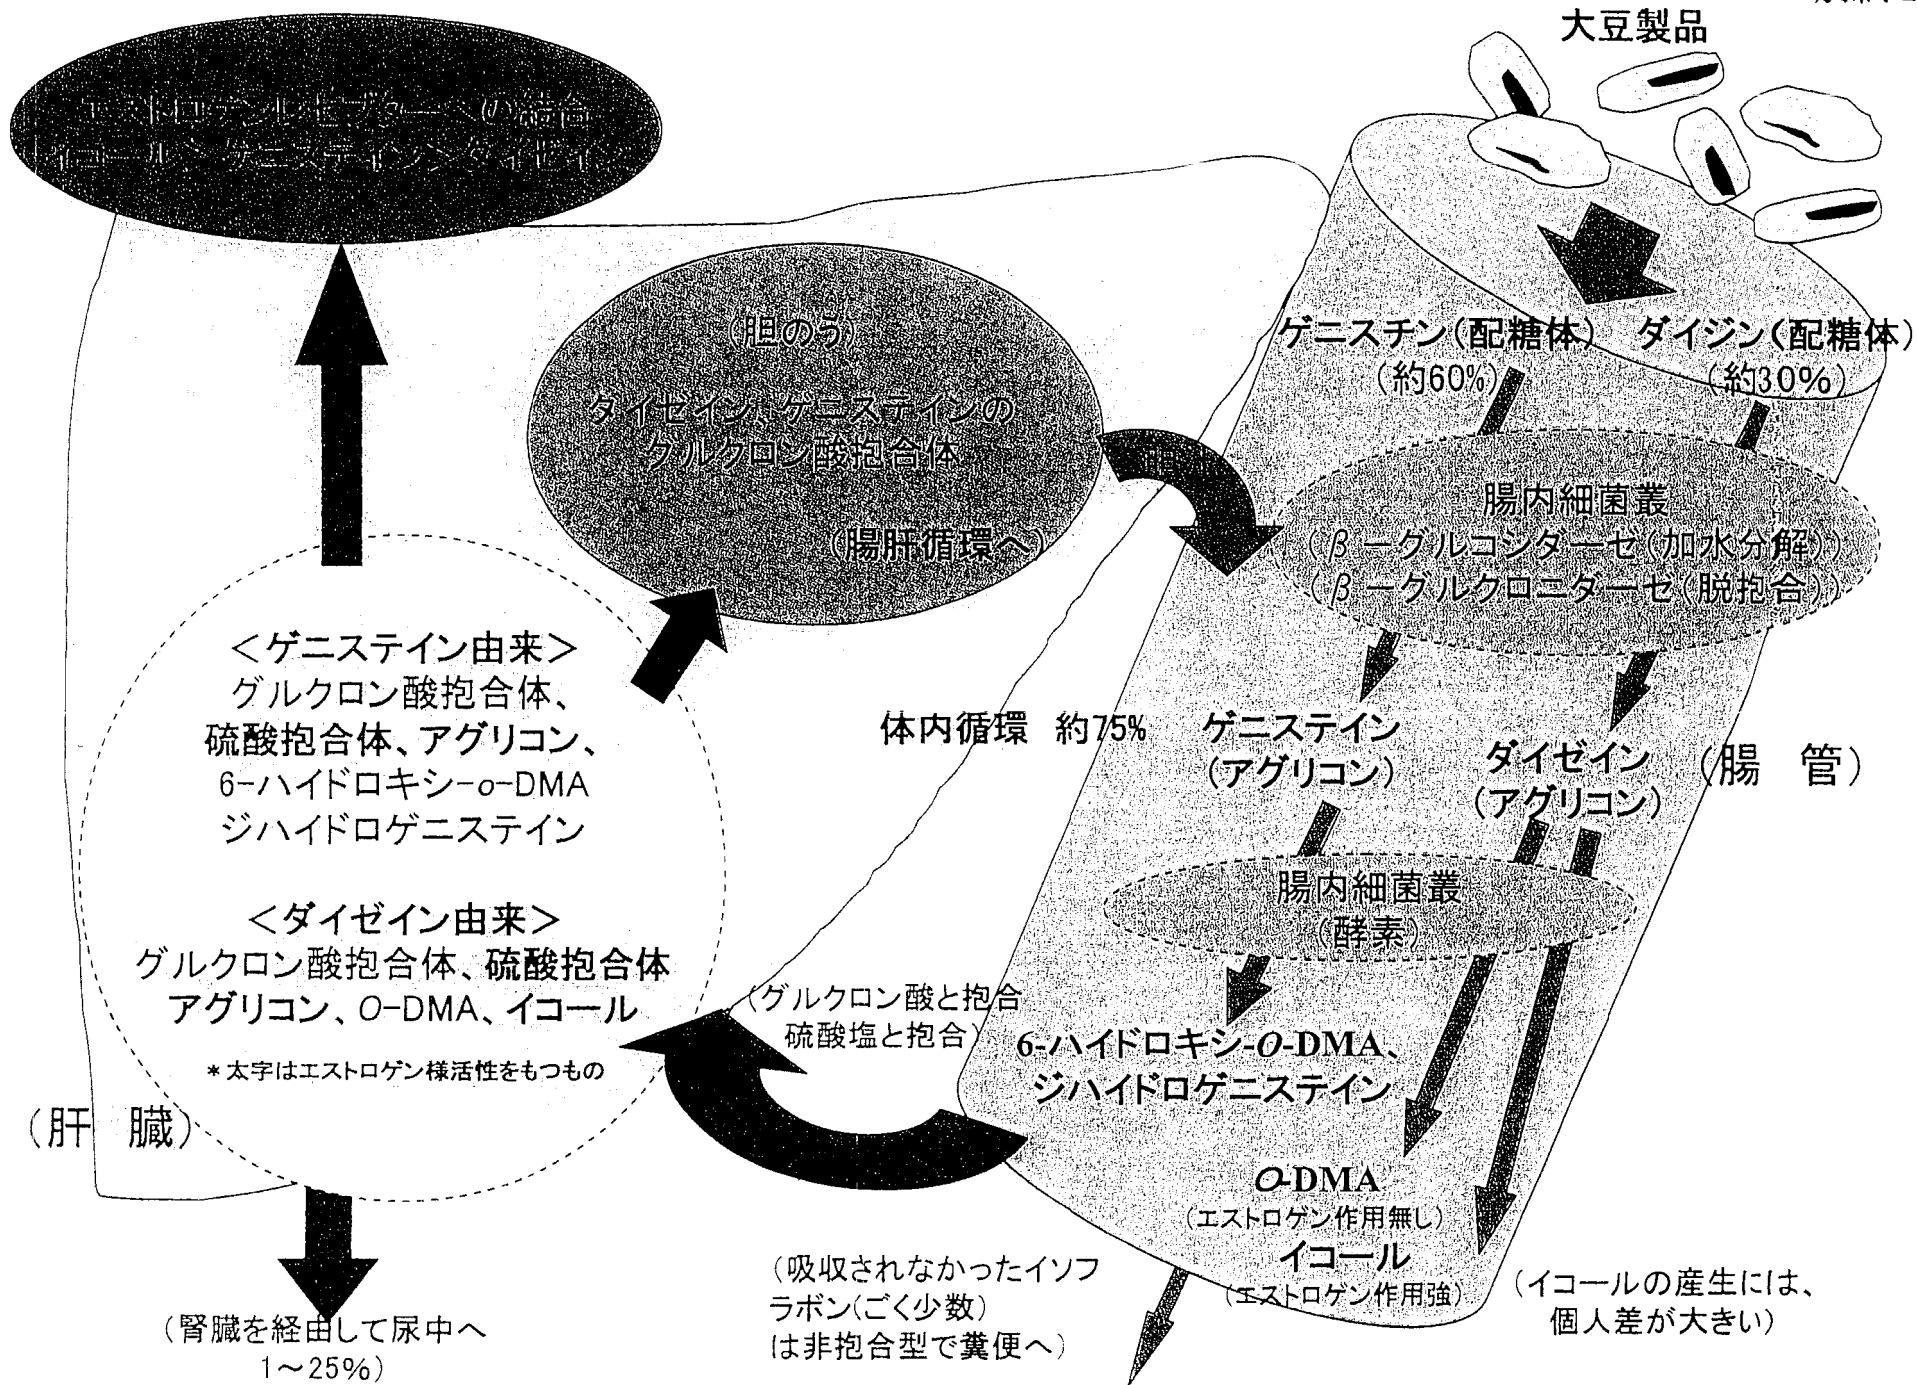 大豆製品
エストロゲンレセプターへの結合
イコール＞ゲニステイン＞ダイゼイン
ゲニスチン(配糖体)
(約60%)
ダイジン(配糖体)
(約30%)
(胆のう)
ダイゼイン、ゲニステインの
グルクロン酸抱合体
(腸肝循環へ)
腸内細菌叢
(β－グルコシダーゼ(加水分解))
(β－グルクロニダーゼ(脱抱合))
＜ゲニステイン由来＞
グルクロン酸抱合体、
硫酸抱合体、アグリコン、
6-ハイドロキシ-o-DMA
ジハイドロゲニステイン
体内循環 約75%
ゲニステイン
(アグリコン)
ダイゼイン
(アグリコン)
(腸 管)
腸内細菌叢
(酵素)
＜ダイゼイン由来＞
グルクロン酸抱合体、硫酸抱合体
アグリコン、O-DMA、イコール
*太字はエストロゲン様活性をもつもの
(グルクロン酸と抱合
硫酸塩と抱合)
6-ハイドロキシ-O-DMA、
ジハイドロゲニステイン
(肝 臓)
O-DMA
(エストロゲン作用無し)
イコール
(エストロゲン作用強)
(イコールの産生には、
個人差が大きい)
(吸収されなかったイソフ
ラボン(ごく少数)
は非抱合型で糞便へ)
(腎臓を経由して尿中へ
1～25%)